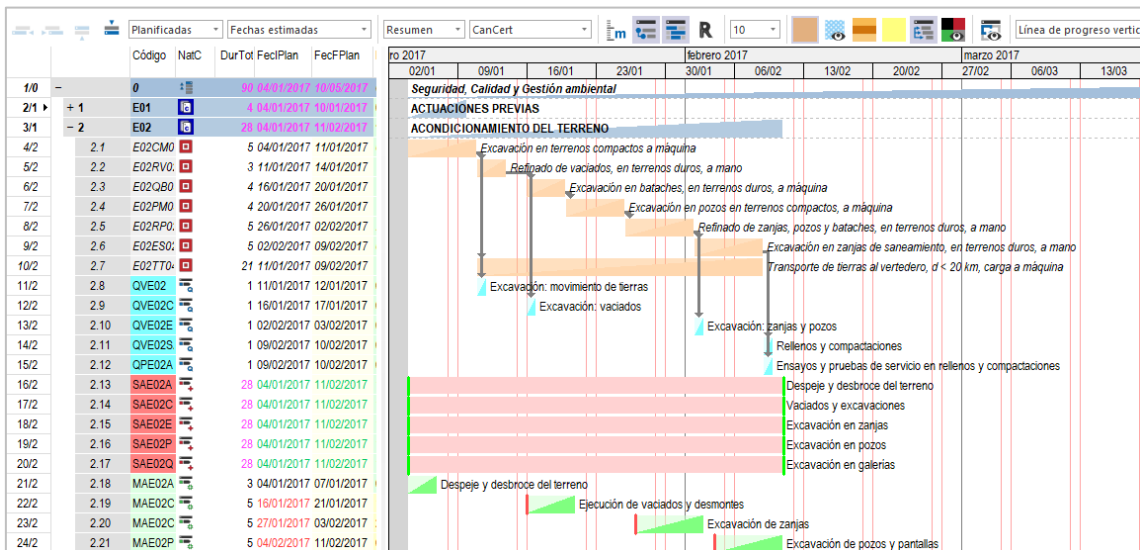 Planificadas Fechas estimadas Resumen CanCert m R 10 Línea de progreso vertic
Código NatC DurTot FecIPlan FecFPlan ro 2017 febrero 2017 marzo 2017
02/01 09/01 16/01 23/01 30/01 06/02 13/02 20/02 27/02 06/03 13/03
1/0 − 0 90 04/01/2017 10/05/2017 Seguridad, Calidad y Gestión ambiental
2/1 + 1 E01 4 04/01/2017 10/01/2017 ACTUACIONES PREVIAS
3/1 − 2 E02 28 04/01/2017 11/02/2017 ACONDICIONAMIENTO DEL TERRENO
4/2 2.1 E02CM0 5 04/01/2017 11/01/2017 Excavación en terrenos compactos a máquina
5/2 2.2 E02RV0 3 11/01/2017 14/01/2017 Refinado de vaciados, en terrenos duros, a mano
6/2 2.3 E02QB0 4 16/01/2017 20/01/2017 Excavación en bataches, en terrenos duros, a máquina
7/2 2.4 E02PM0 4 20/01/2017 26/01/2017 Excavación en pozos en terrenos compactos, a máquina
8/2 2.5 E02RP0 5 26/01/2017 02/02/2017 Refinado de zanjas, pozos y bataches, en terrenos duros, a mano
9/2 2.6 E02ES0 5 02/02/2017 09/02/2017 Excavación en zanjas de saneamiento, en terrenos duros, a mano
10/2 2.7 E02TT0 21 11/01/2017 09/02/2017 Transporte de tierras al vertedero, d < 20 km, carga a máquina
11/2 2.8 QVE02 1 11/01/2017 12/01/2017 Excavación: movimiento de tierras
12/2 2.9 QVE02C 1 16/01/2017 17/01/2017 Excavación: vaciados
13/2 2.10 QVE02E 1 02/02/2017 03/02/2017 Excavación: zanjas y pozos
14/2 2.11 QVE02S 1 09/02/2017 10/02/2017 Rellenos y compactaciones
15/2 2.12 QPE02A 1 09/02/2017 10/02/2017 Ensayos y pruebas de servicio en rellenos y compactaciones
16/2 2.13 SAE02A 28 04/01/2017 11/02/2017 Despeje y desbroce del terreno
17/2 2.14 SAE02C 28 04/01/2017 11/02/2017 Vaciados y excavaciones
18/2 2.15 SAE02E 28 04/01/2017 11/02/2017 Excavación en zanjas
19/2 2.16 SAE02P 28 04/01/2017 11/02/2017 Excavación en pozos
20/2 2.17 SAE02Q 28 04/01/2017 11/02/2017 Excavación en galerías
21/2 2.18 MAE02A 3 04/01/2017 07/01/2017 Despeje y desbroce del terreno
22/2 2.19 MAE02C 5 16/01/2017 21/01/2017 Ejecución de vaciados y desmontes
23/2 2.20 MAE02C 5 27/01/2017 03/02/2017 Excavación de zanjas
24/2 2.21 MAE02P 5 04/02/2017 11/02/2017 Excavación de pozos y pantallas